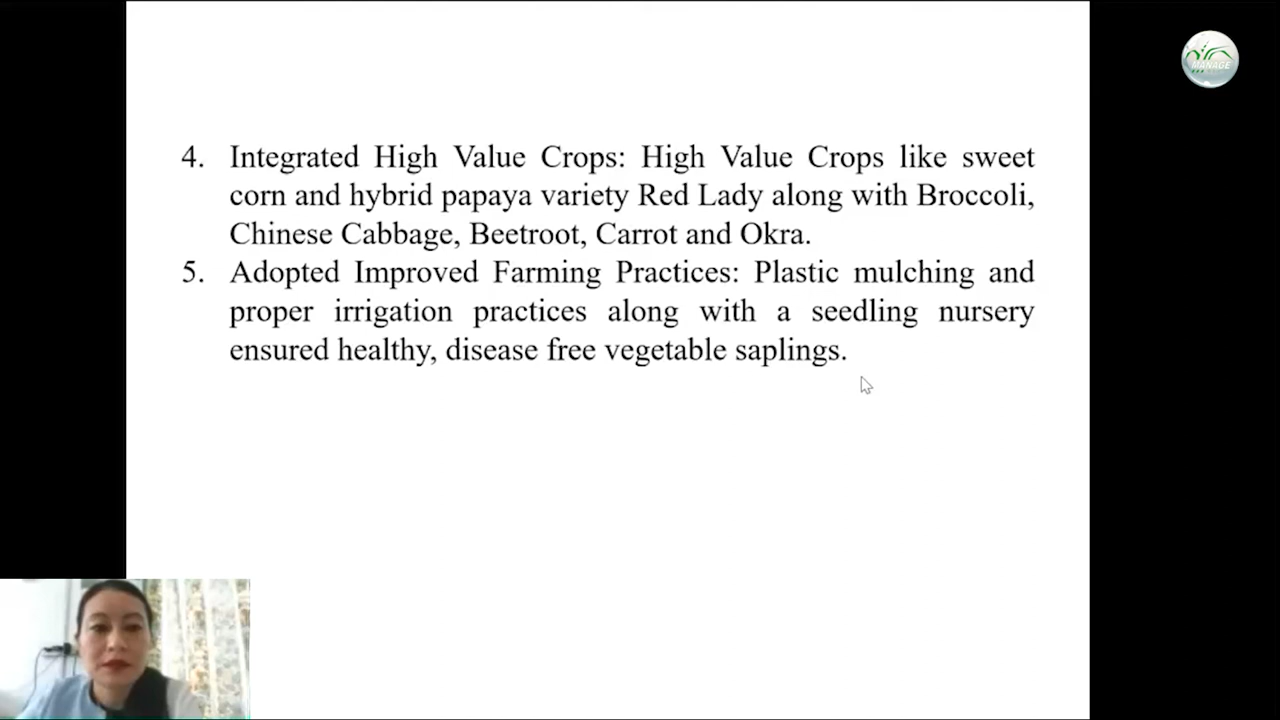 MANAGE
4. Integrated High Value Crops: High Value Crops like sweet
corn and hybrid papaya variety Red Lady along with Broccoli,
Chinese Cabbage, Beetroot, Carrot and Okra.
5. Adopted Improved Farming Practices: Plastic mulching and
proper irrigation practices along with a seedling nursery
ensured healthy, disease free vegetable saplings.